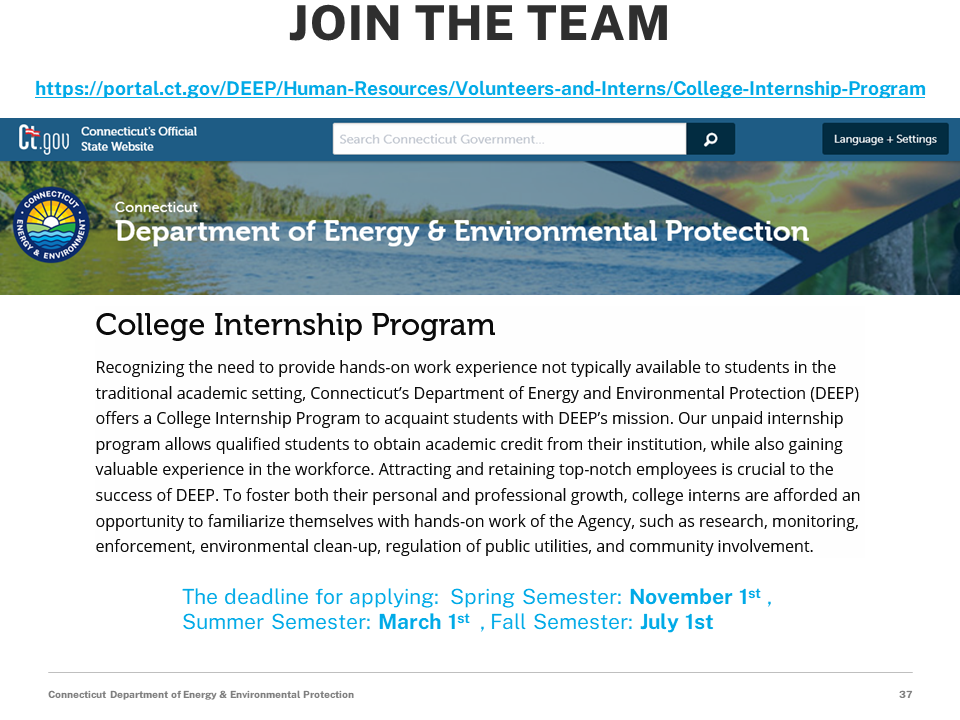 JOIN THE TEAM
https://portal.ct.gov/DEEP/Human-Resources/Volunteers-and-Interns/College-Internship-Program
Ct.gov
Connecticut's Official
State Website
Search Connecticut Government...
Language + Settings
CONNECTICUT
ENERGY & ENVIRONMENT
Connecticut
Department of Energy & Environmental Protection
College Internship Program
Recognizing the need to provide hands-on work experience not typically available to students in the
traditional academic setting, Connecticut's Department of Energy and Environmental Protection (DEEP)
offers a College Internship Program to acquaint students with DEEP's mission. Our unpaid internship
program allows qualified students to obtain academic credit from their institution, while also gaining
valuable experience in the workforce. Attracting and retaining top-notch employees is crucial to the
success of DEEP. To foster both their personal and professional growth, college interns are afforded an
opportunity to familiarize themselves with hands-on work of the Agency, such as research, monitoring,
enforcement, environmental clean-up, regulation of public utilities, and community involvement.
The deadline for applying:  Spring Semester: November 1st ,
Summer Semester: March 1st  , Fall Semester: July 1st
Connecticut Department of Energy & Environmental Protection
37